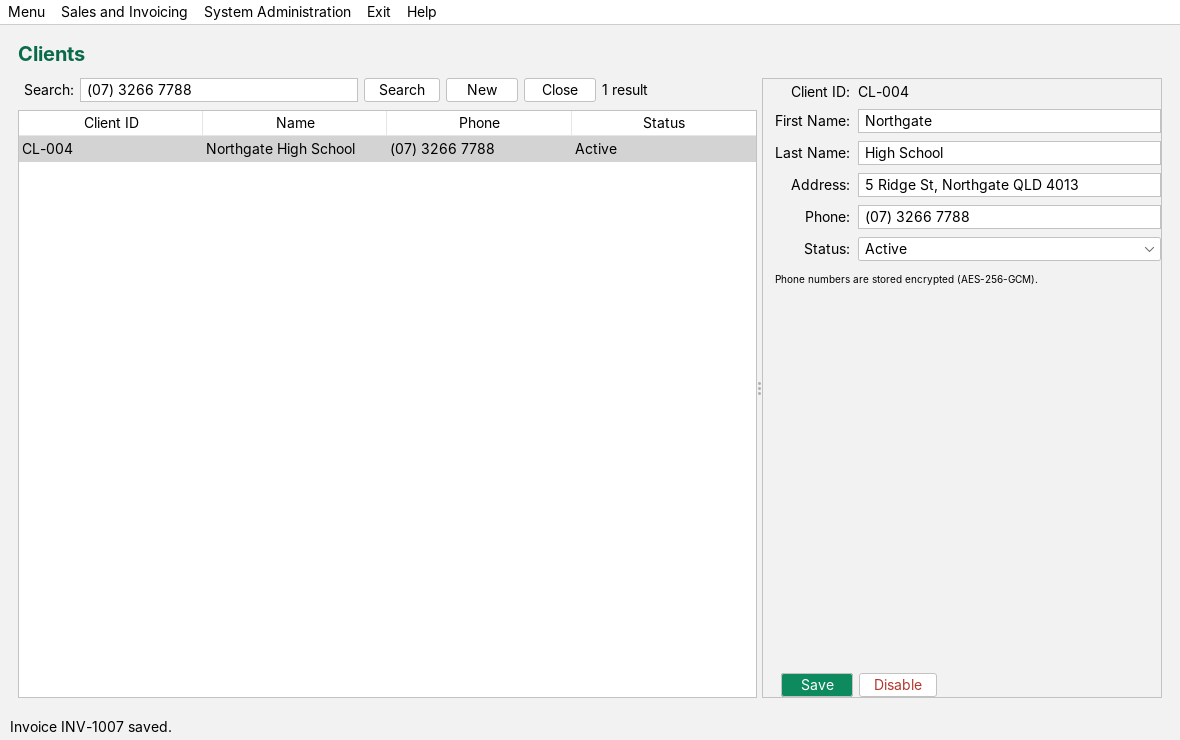 Menu Sales and Invoicing System Administration Exit Help
Clients
Search: (07) 3266 7788 Search New Close 1 result
Client ID Name Phone Status
CL-004 Northgate High School (07) 3266 7788 Active
Client ID: CL-004
First Name: Northgate
Last Name: High School
Address: 5 Ridge St, Northgate QLD 4013
Phone: (07) 3266 7788
Status: Active
Phone numbers are stored encrypted (AES-256-GCM).
Save Disable
Invoice INV-1007 saved.